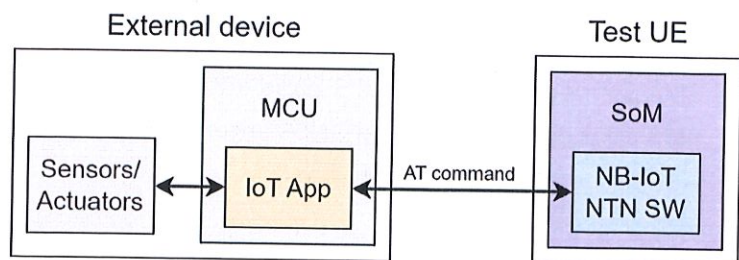 External device
Test UE
MCU
SoM
Sensors/
Actuators
IoT App
AT command
NB-IoT
NTN SW